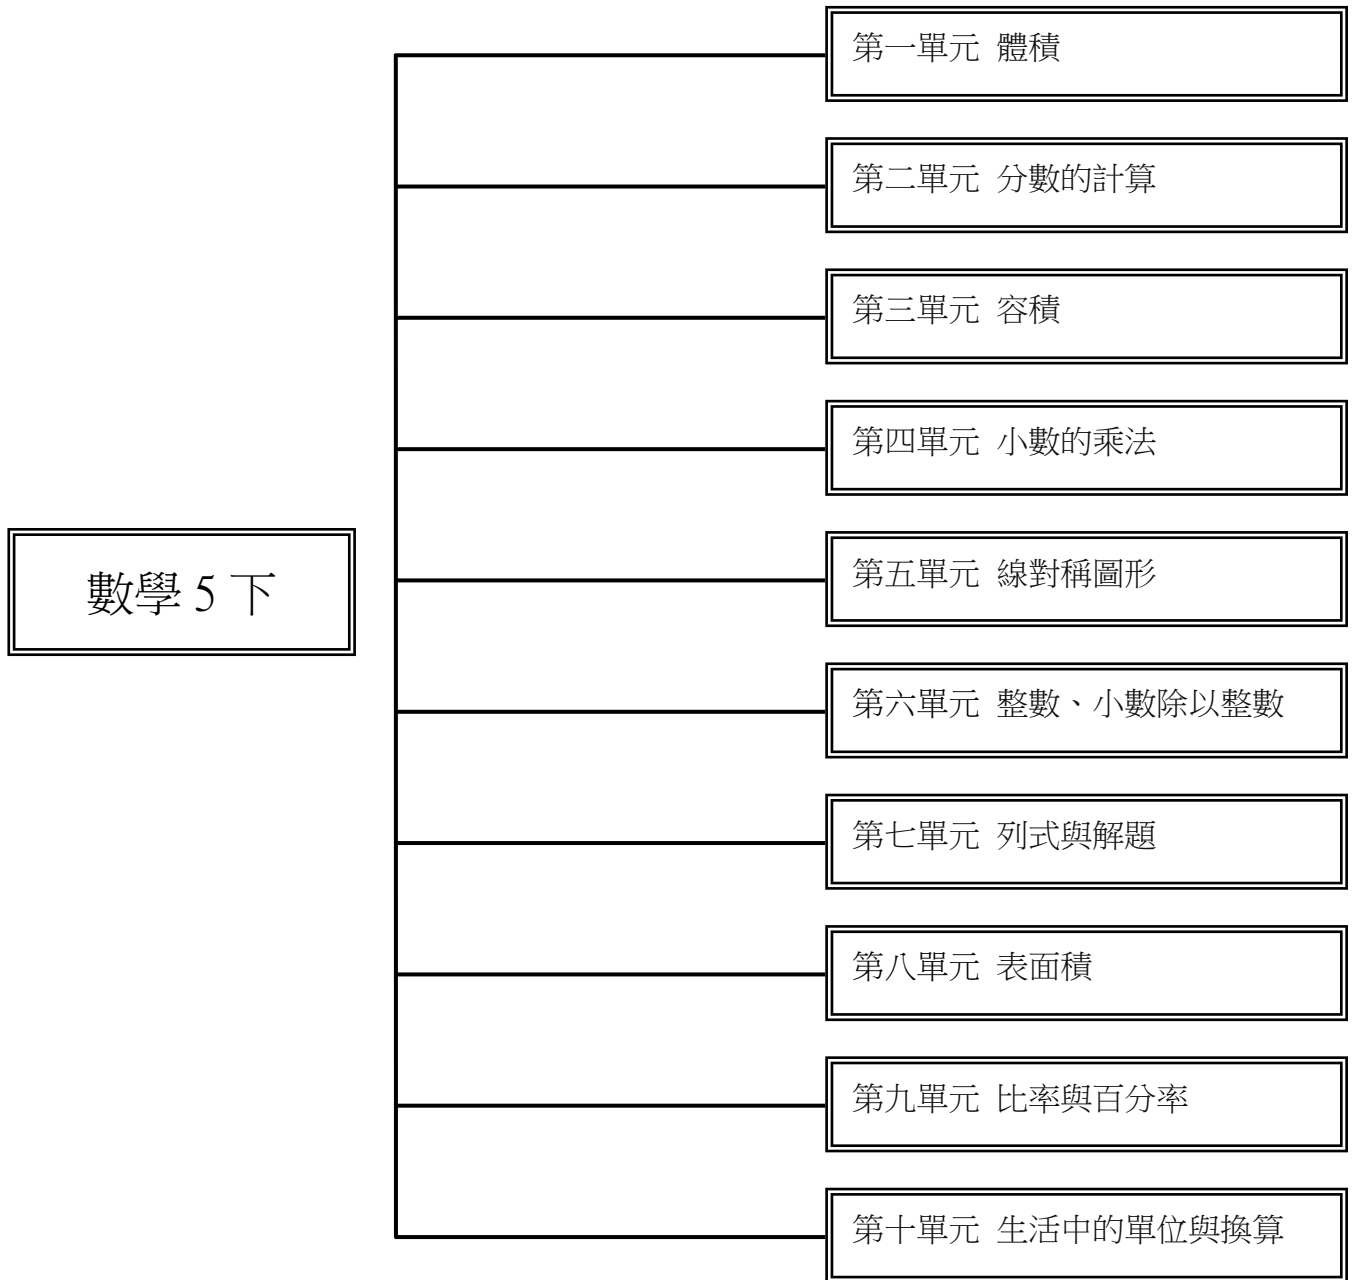 數學 5 下
第一單元 體積
第二單元 分數的計算
第三單元 容積
第四單元 小數的乘法
第五單元 線對稱圖形
第六單元 整數、小數除以整數
第七單元 列式與解題
第八單元 表面積
第九單元 比率與百分率
第十單元 生活中的單位與換算